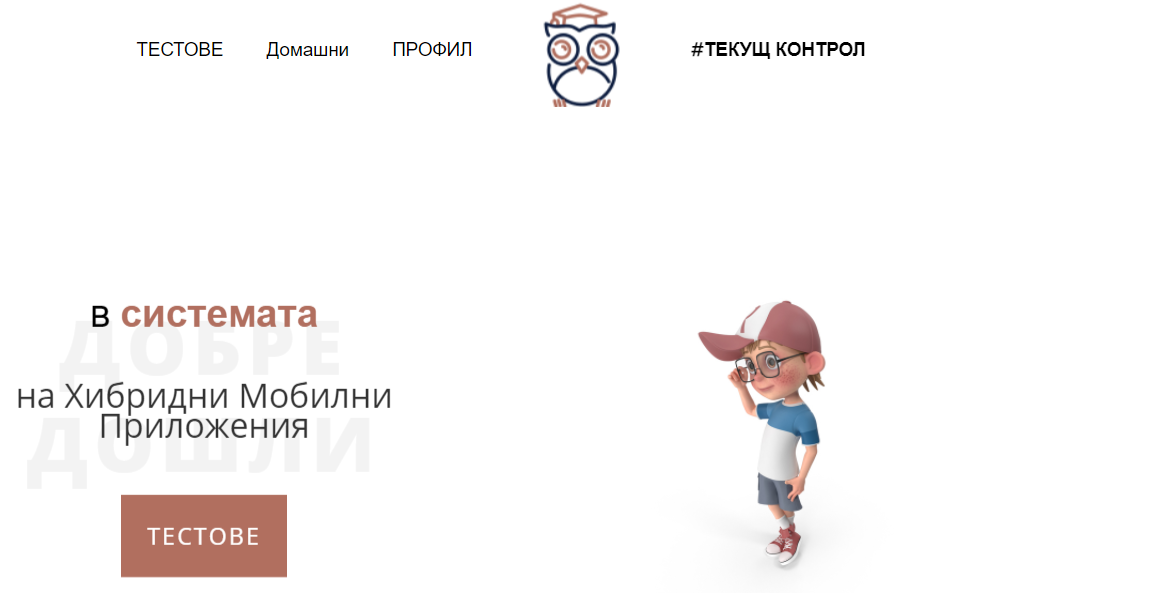 ТЕСТОВЕ Домашни ПРОФИЛ #ТЕКУЩ КОНТРОЛ
в системата
ДОБРЕ
на Хибридни Мобилни
Приложения
ДОШЛИ
ТЕСТОВЕ